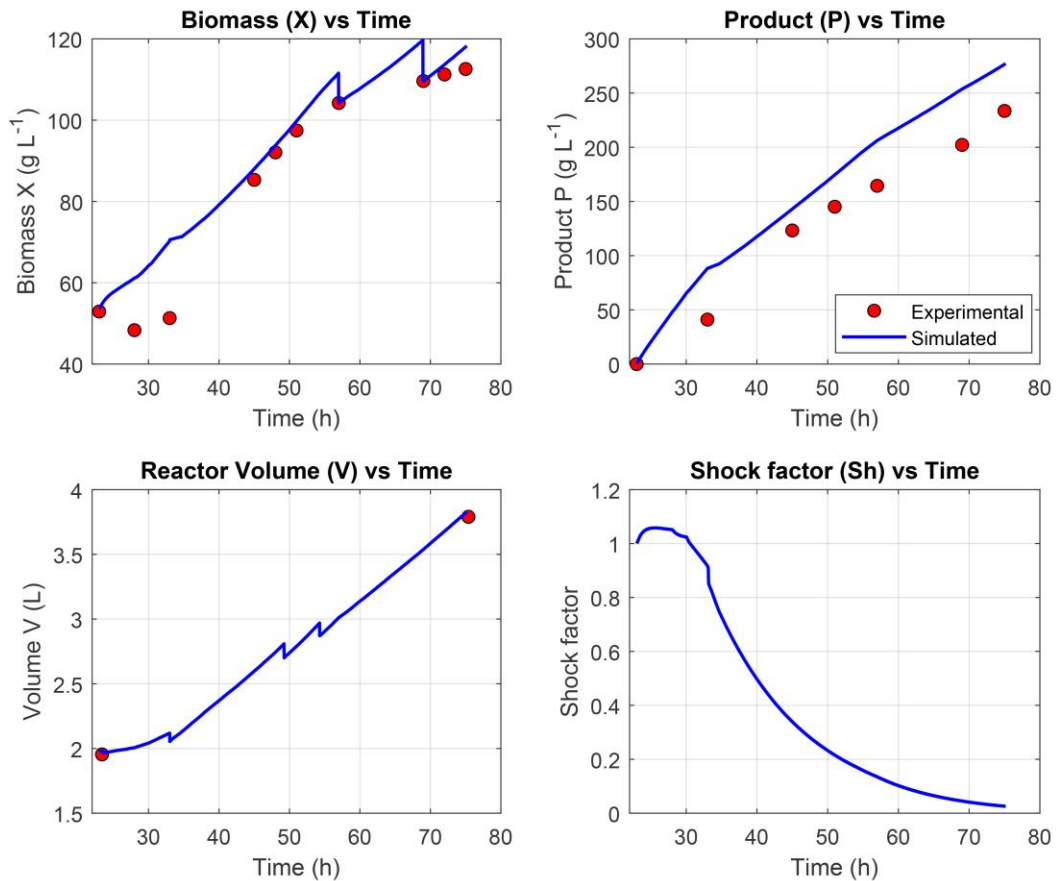 Biomass (X) vs Time
120
100
80
60
40
30 40 50 60 70 80
Biomass X (g L⁻¹)
Time (h)
Product (P) vs Time
300
250
200
150
100
50
0
30 40 50 60 70 80
Product P (g L⁻¹)
Time (h)
Experimental
Simulated
Reactor Volume (V) vs Time
4
3.5
3
2.5
2
1.5
30 40 50 60 70 80
Volume V (L)
Time (h)
Shock factor (Sh) vs Time
1.2
1
0.8
0.6
0.4
0.2
0
30 40 50 60 70 80
Shock factor
Time (h)